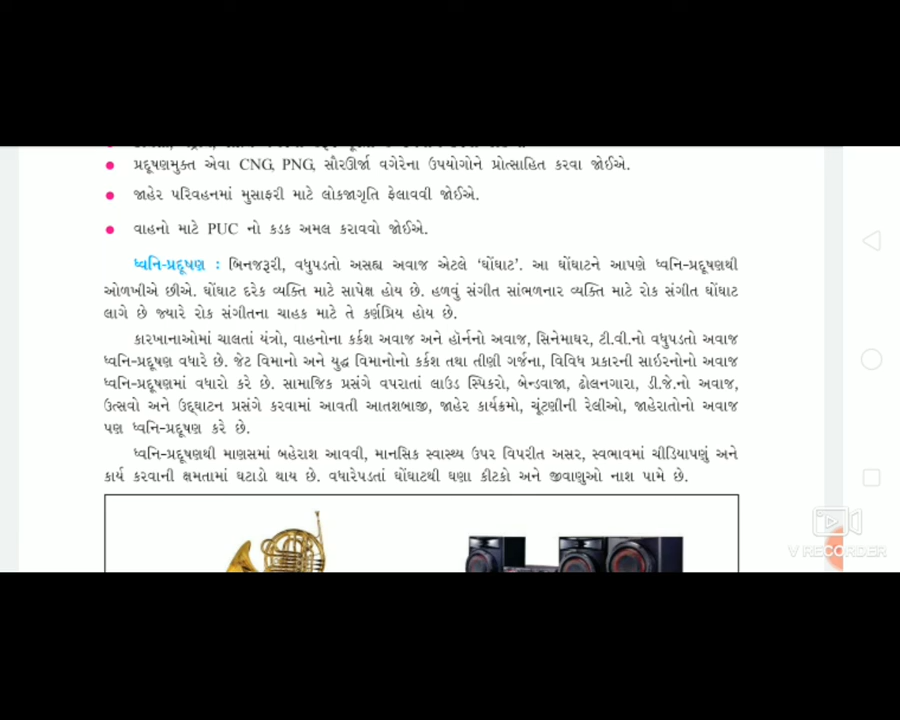 ● પ્રદૂષણમુક્ત એવા CNG, PNG, સૌરઊર્જા વગેરેના ઉપયોગોને પ્રોત્સાહિત કરવા જોઈએ.
● જાહેર પરિવહનમાં મુસાફરી માટે લોકજાગૃતિ ફેલાવવી જોઈએ.
● વાહનો માટે PUC નો કડક અમલ કરાવવો જોઈએ.
ધ્વનિ-પ્રદૂષણ : બિનજરૂરી, વધુપડતો અસહ્ય અવાજ એટલે ‘ઘોંઘાટ’. આ ઘોંઘાટને આપણે ધ્વનિ-પ્રદૂષણથી
ઓળખીએ છીએ. ઘોંઘાટ દરેક વ્યક્તિ માટે સાપેક્ષ હોય છે. હળવું સંગીત સાંભળનાર વ્યક્તિ માટે રોક સંગીત ઘોંઘાટ
લાગે છે જ્યારે રોક સંગીતના ચાહક માટે તે કર્ણપ્રિય હોય છે.
કારખાનાઓમાં ચાલતાં યંત્રો, વાહનોના કર્કશ અવાજ અને હૉર્નનો અવાજ, સિનેમાઘર, ટી.વી.નો વધુપડતો અવાજ
ધ્વનિ-પ્રદૂષણ વધારે છે. જેટ વિમાનો અને યુદ્ધ વિમાનોનો કર્કશ તથા તીણી ગર્જના, વિવિધ પ્રકારની સાઇરનોનો અવાજ
ધ્વનિ-પ્રદૂષણમાં વધારો કરે છે. સામાજિક પ્રસંગે વપરાતાં લાઉડ સ્પિકરો, બેન્ડવાજા, ઢોલનગારા, ડી.જે.નો અવાજ,
ઉત્સવો અને ઉદ્ઘાટન પ્રસંગે કરવામાં આવતી આતશબાજી, જાહેર કાર્યક્રમો, ચૂંટણીની રેલીઓ, જાહેરાતોનો અવાજ
પણ ધ્વનિ-પ્રદૂષણ કરે છે.
ધ્વનિ-પ્રદૂષણથી માણસમાં બહેરાશ આવવી, માનસિક સ્વાસ્થ્ય ઉપર વિપરીત અસર, સ્વભાવમાં ચીડિયાપણું અને
કાર્ય કરવાની ક્ષમતામાં ઘટાડો થાય છે. વધારેપડતાં ઘોંઘાટથી ઘણા કીટકો અને જીવાણુઓ નાશ પામે છે.
V RECORDER